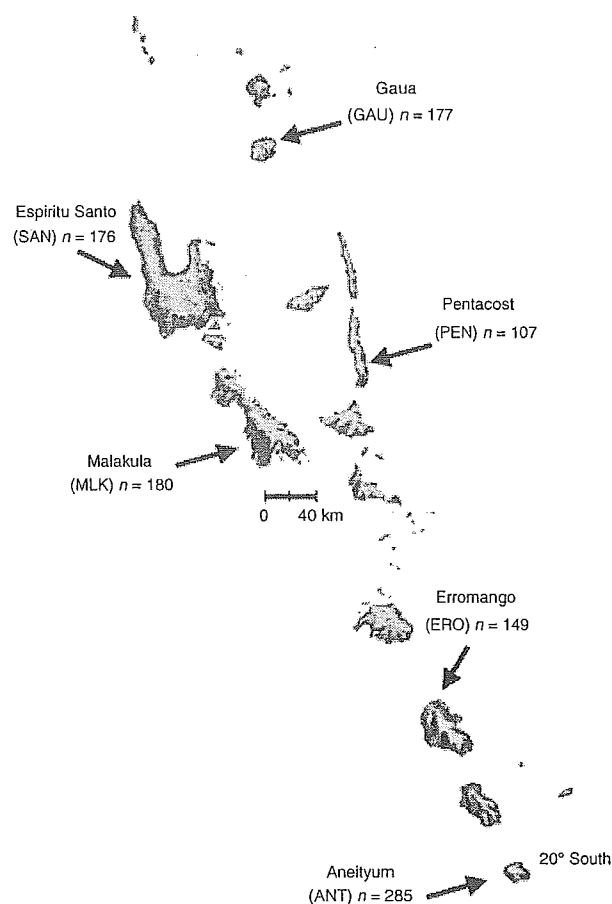 Gaua
(GAU) n = 177
Espiritu Santo
(SAN) n = 176
Pentacost
(PEN) n = 107
Malakula
(MLK) n = 180
0 40 km
Erromango
(ERO) n = 149
20° South
Aneityum
(ANT) n = 285